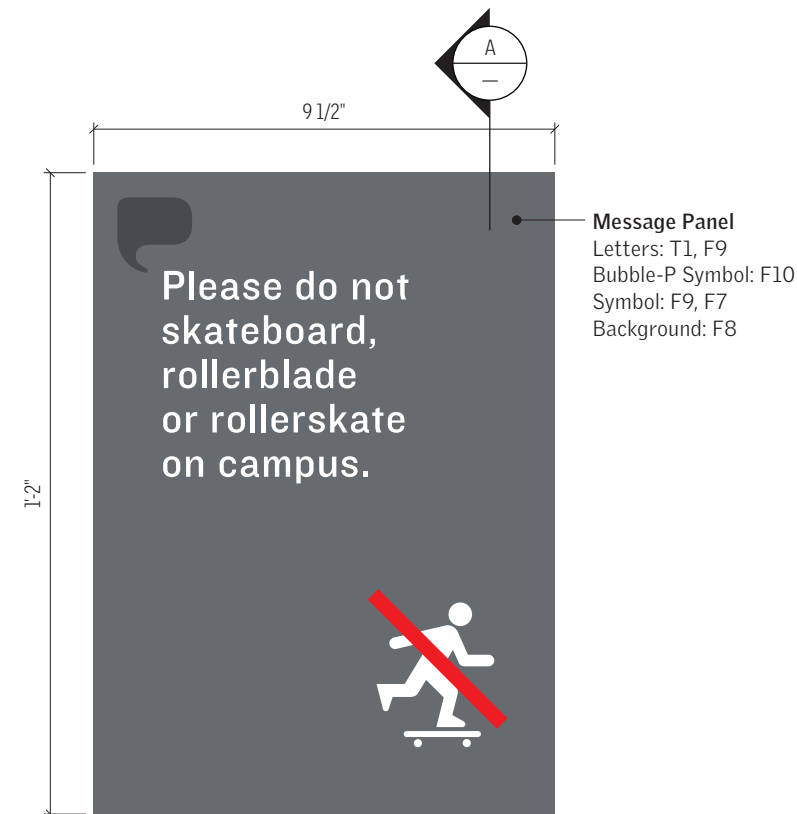 A
—
9 1/2"
Message Panel
Letters: T1, F9
Bubble-P Symbol: F10
Symbol: F9, F7
Background: F8
Please do not
skateboard,
rollerblade
or rollerskate
on campus.
1'-2"